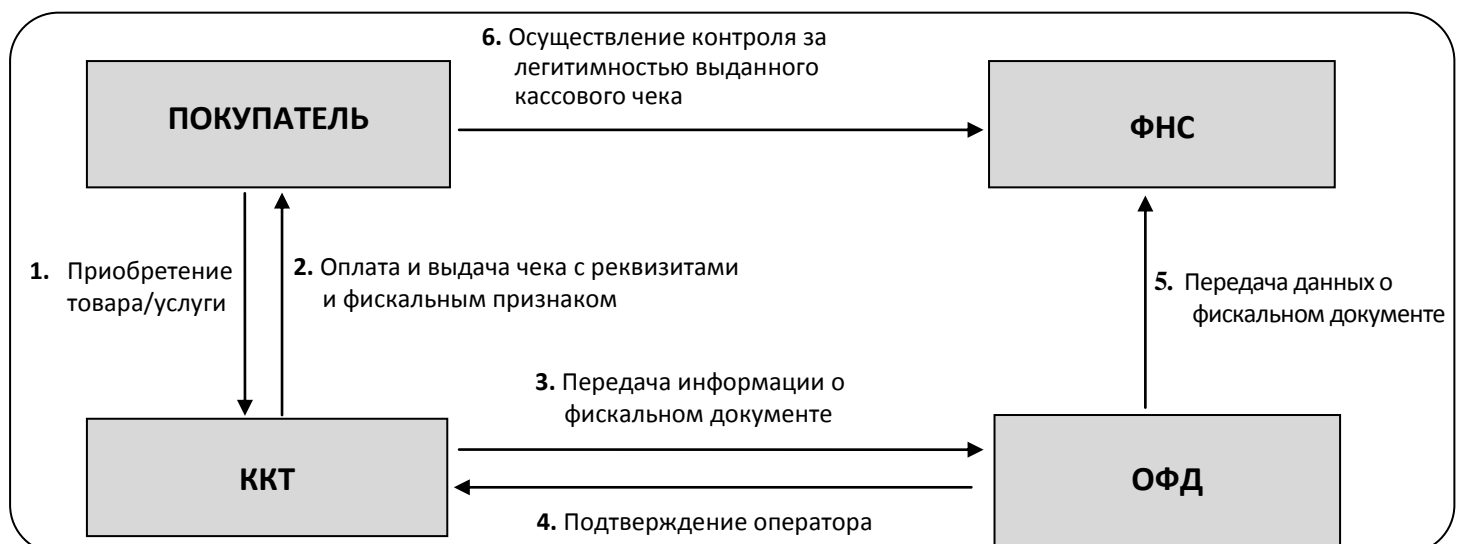 6. Осуществление контроля за
легитимностью выданного
кассового чека
ПОКУПАТЕЛЬ
ФНС
1. Приобретение
товара/услуги
2. Оплата и выдача чека с реквизитами
и фискальным признаком
5. Передача данных о
фискальном документе
3. Передача информации о
фискальном документе
ККТ
ОФД
4. Подтверждение оператора